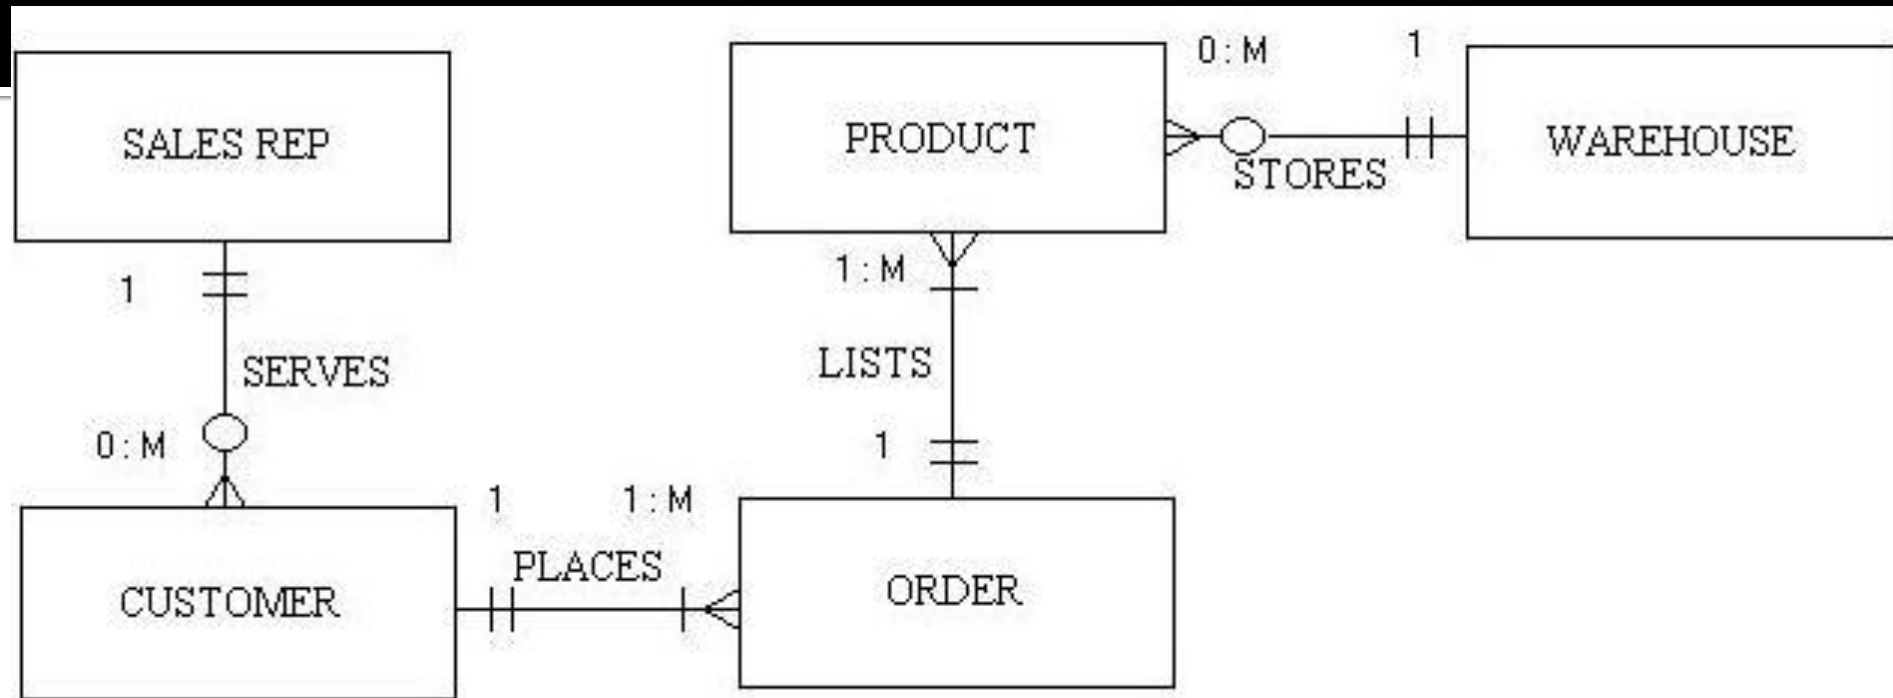 0 : M
1
SALES REP
PRODUCT
WAREHOUSE
STORES
1
1 : M
SERVES
LISTS
0 : M
1
1
1 : M
PLACES
CUSTOMER
ORDER